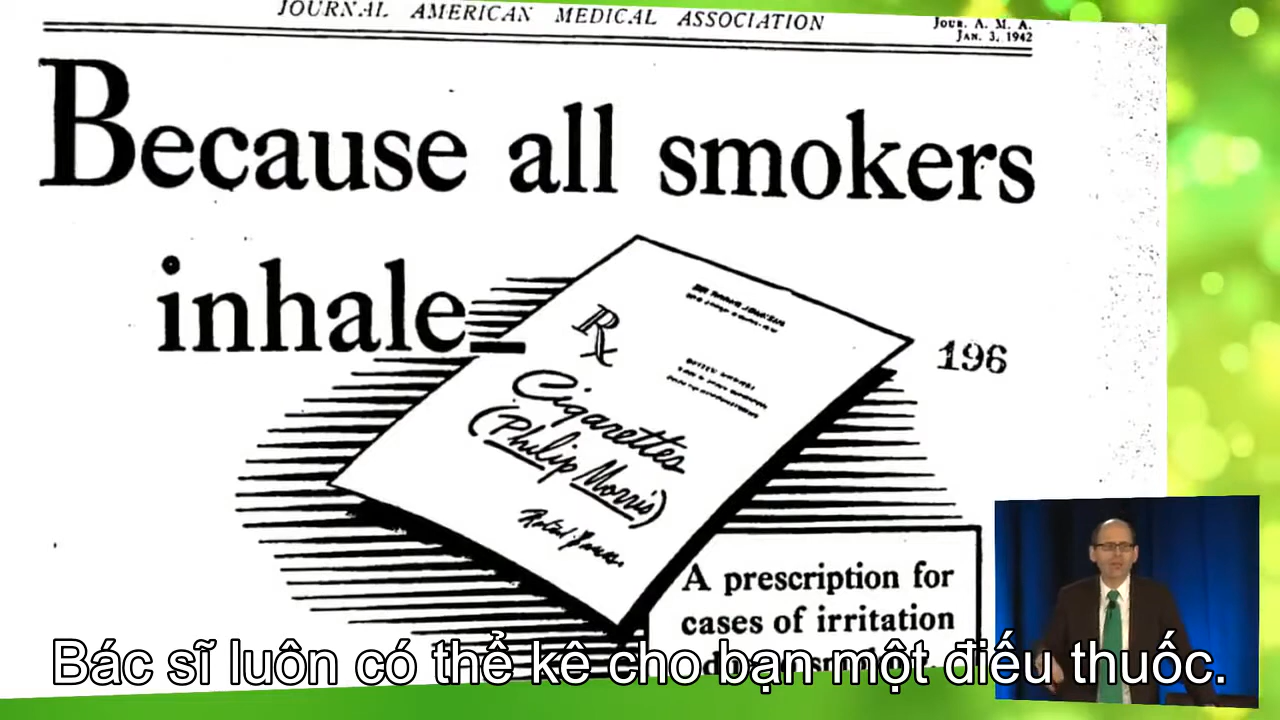 JOURNAL AMERICAN MEDICAL ASSOCIATION
JOUR. A. M. A.
JAN. 3, 1942
Because all smokers
inhale—
196
Rx
Cigarettes
(Philip Morris)
A prescription for
cases of irritation
Bác sĩ luôn có thể kê cho bạn một điếu thuốc.